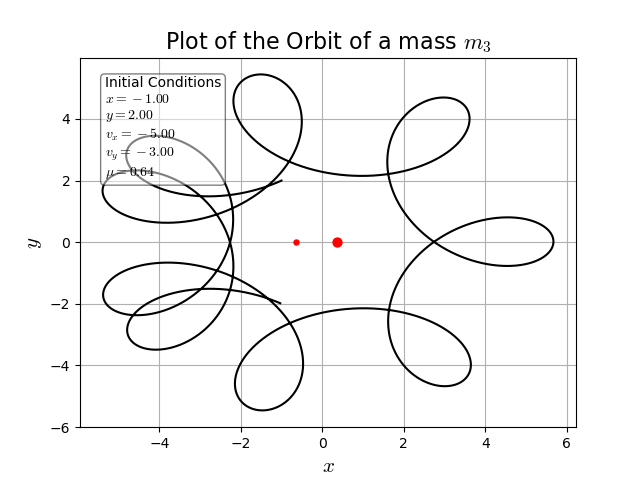 Plot of the Orbit of a mass m₃
Initial Conditions
x = −1.00
y = 2.00
vₓ = −5.00
v_y = −3.00
μ = 0.64
4
2
0
−2
−4
−6
y
−4 −2 0 2 4 6
x